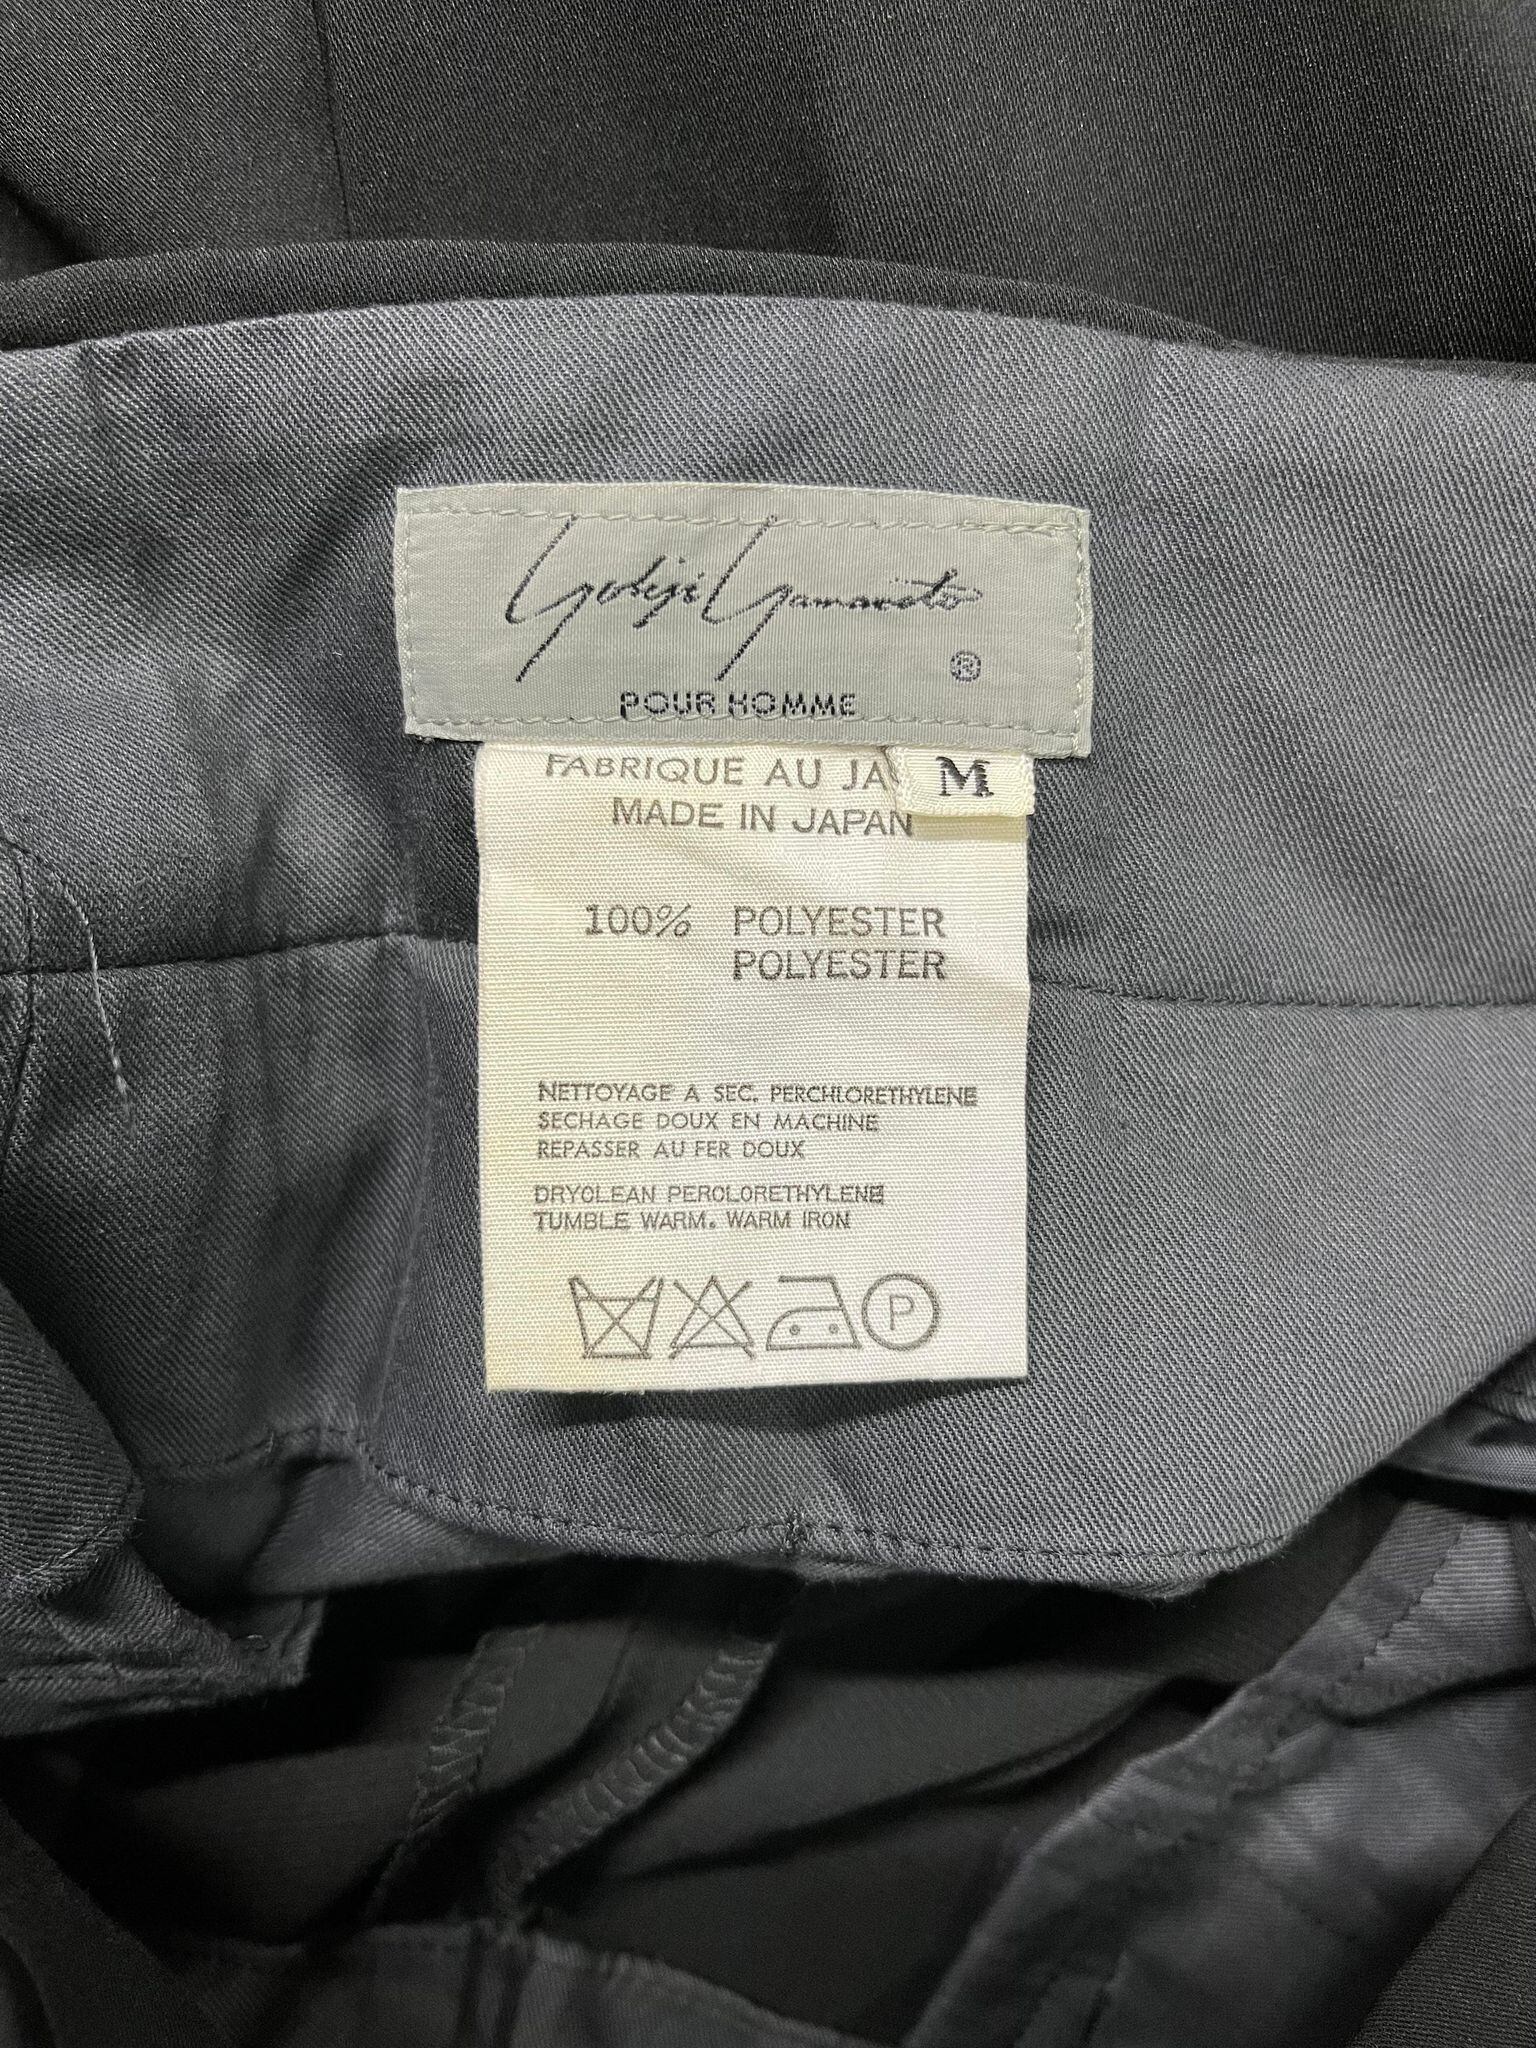 Yohji Yamamoto
®
POUR HOMME
M
FABRIQUE AU
MADE IN JAPAN
100% POLYESTER
POLYESTER
NETTOYAGE A SEC. PERCHLORETHYLENE
SECHAGE DOUX EN MACHINE
REPASSER AU FER DOUX
DRYCLEAN PERCLORETHYLENE
TUMBLE WARM. WARM IRON
P